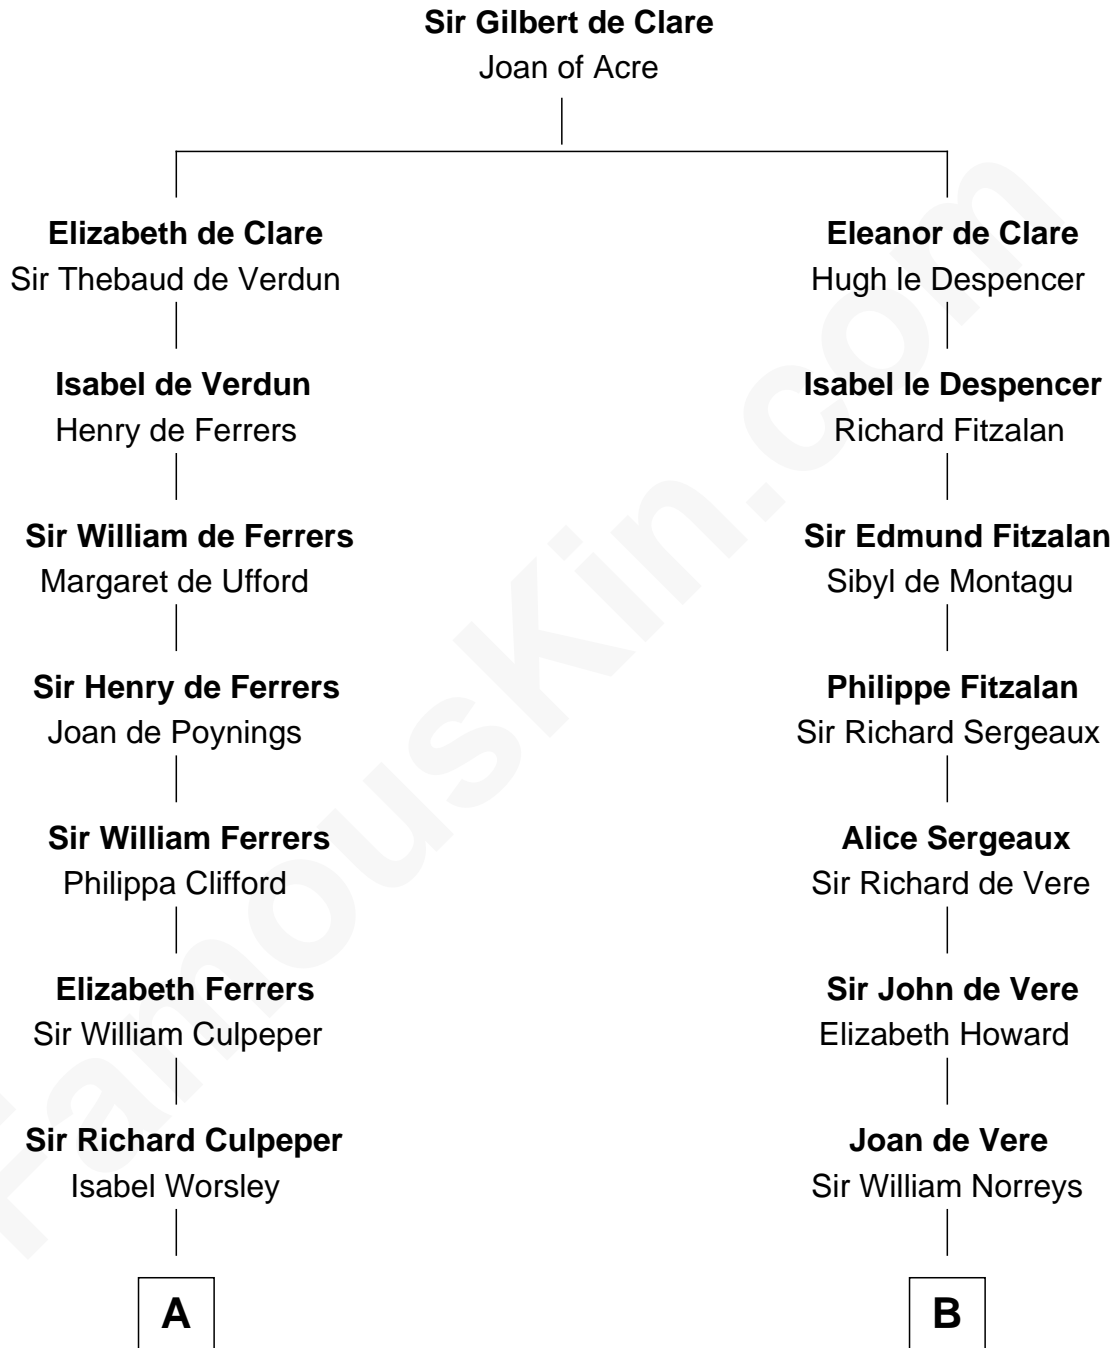 Sir Gilbert de Clare
Joan of Acre
Elizabeth de Clare
Sir Thebaud de Verdun
Eleanor de Clare
Hugh le Despencer
Isabel de Verdun
Henry de Ferrers
Isabel le Despencer
Richard Fitzalan
Sir William de Ferrers
Margaret de Ufford
Sir Edmund Fitzalan
Sibyl de Montagu
Sir Henry de Ferrers
Joan de Poynings
Philippe Fitzalan
Sir Richard Sergeaux
Sir William Ferrers
Philippa Clifford
Alice Sergeaux
Sir Richard de Vere
Elizabeth Ferrers
Sir William Culpeper
Sir John de Vere
Elizabeth Howard
Sir Richard Culpeper
Isabel Worsley
Joan de Vere
Sir William Norreys
A
B
FamousKin.com